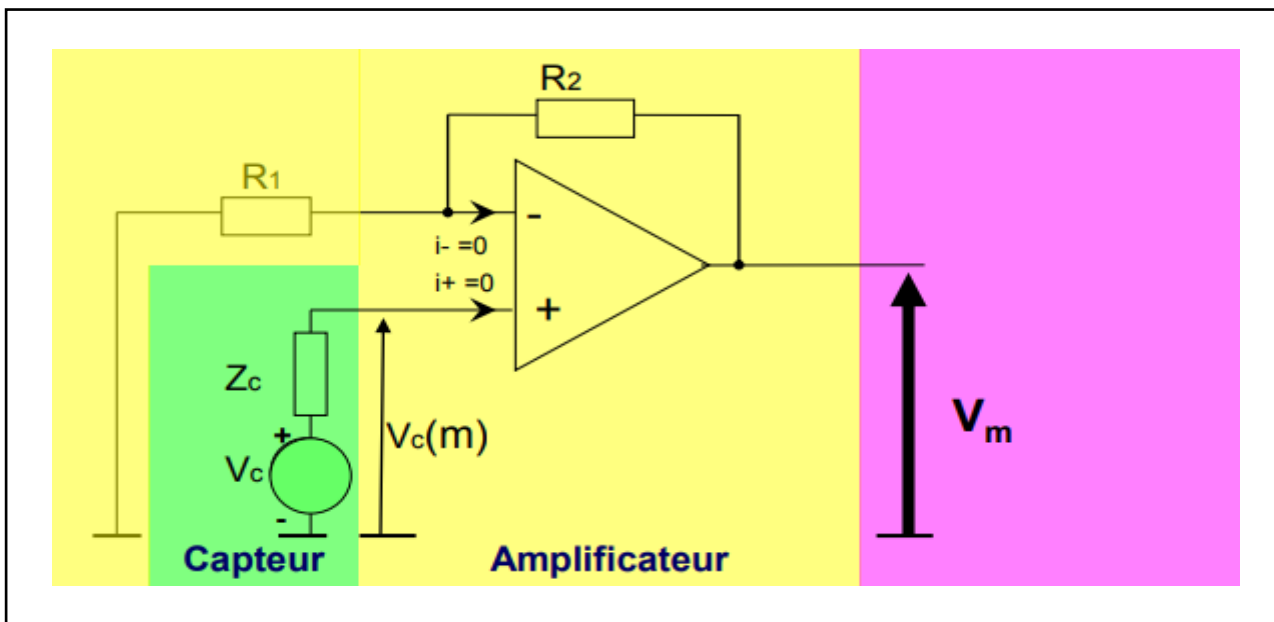 R2
R1
-
i- =0
i+ =0
+
Zc
+
Vc(m)
Vc
-
Vm
Capteur
Amplificateur